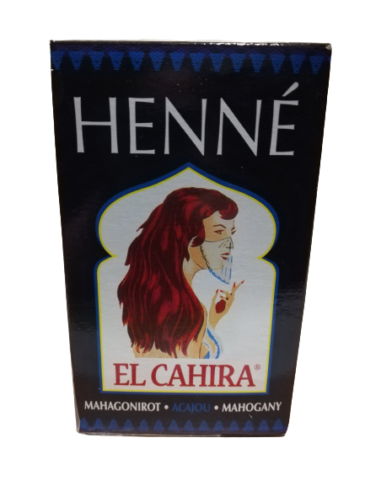 HENNÉ
EL CAHIRA®
MAHAGONIROT • ACAJOU • MAHOGANY